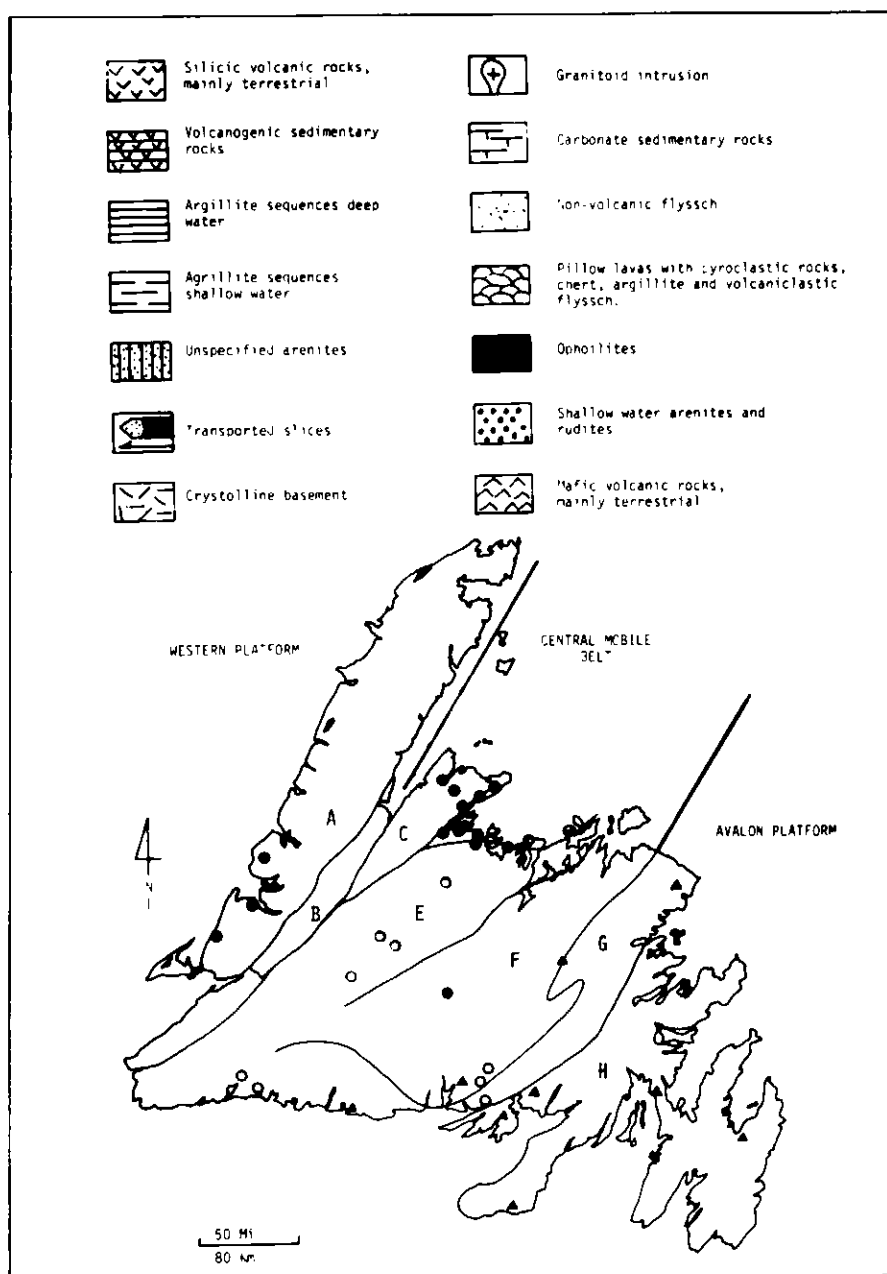 Silicic volcanic rocks,
mainly terrestrial
Volcanogenic sedimentary
rocks
Argillite sequences deep
water
Agrillite sequences
shallow water
Unspecified arenites
Transported slices
Crystolline basement
Granitoid intrusion
Carbonate sedimentary rocks
Non-volcanic flyssch
Pillow lavas with pyroclastic rocks,
chert, argillite and volcaniclastic
flyssch.
Ophoilites
Shallow water arenites and
rudites
Mafic volcanic rocks,
mainly terrestrial
WESTERN PLATFORM
CENTRAL MOBILE
BELT
AVALON PLATFORM
A
B
C
E
F
G
H
N
50 Mi
80 Km